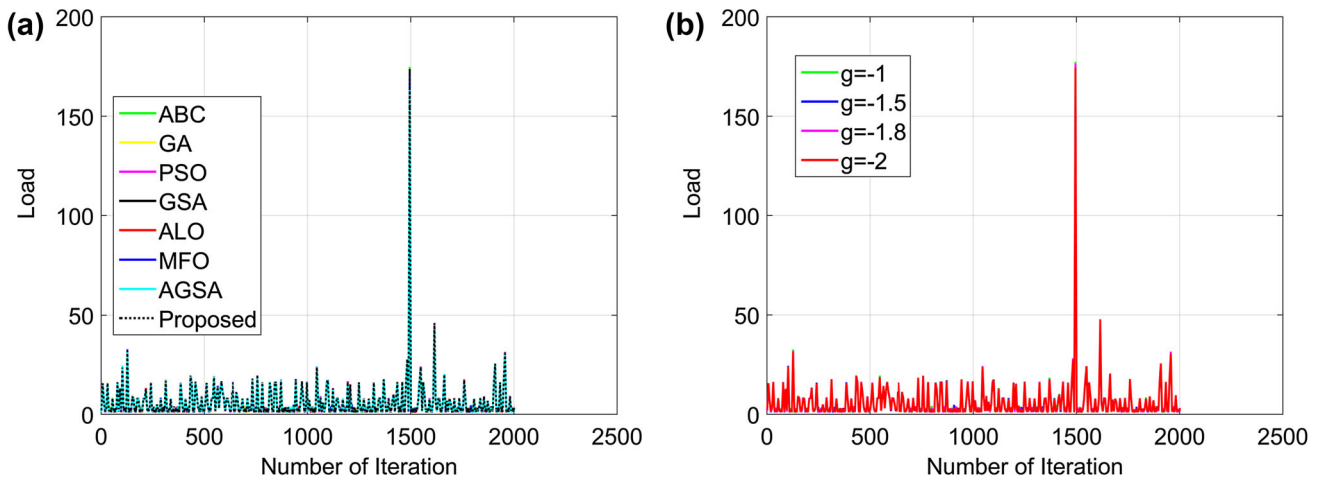 (a)
200
150
100
50
0
Load
ABC
GA
PSO
GSA
ALO
MFO
AGSA
Proposed
0 500 1000 1500 2000 2500
Number of Iteration
(b)
200
150
100
50
0
Load
g=-1
g=-1.5
g=-1.8
g=-2
0 500 1000 1500 2000 2500
Number of Iteration